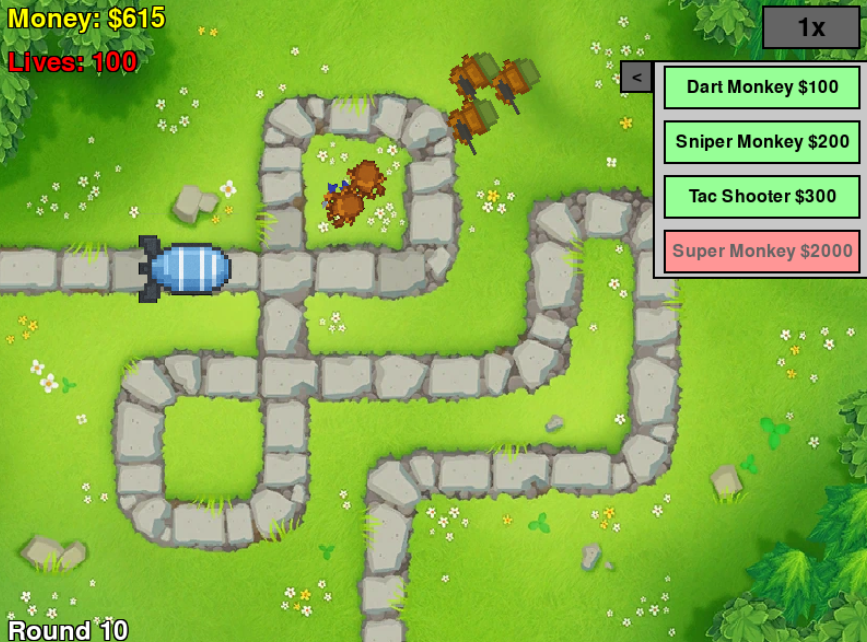 Money: $615
Lives: 100
1x
<
Dart Monkey $100
Sniper Monkey $200
Tac Shooter $300
Super Monkey $2000
Round 10